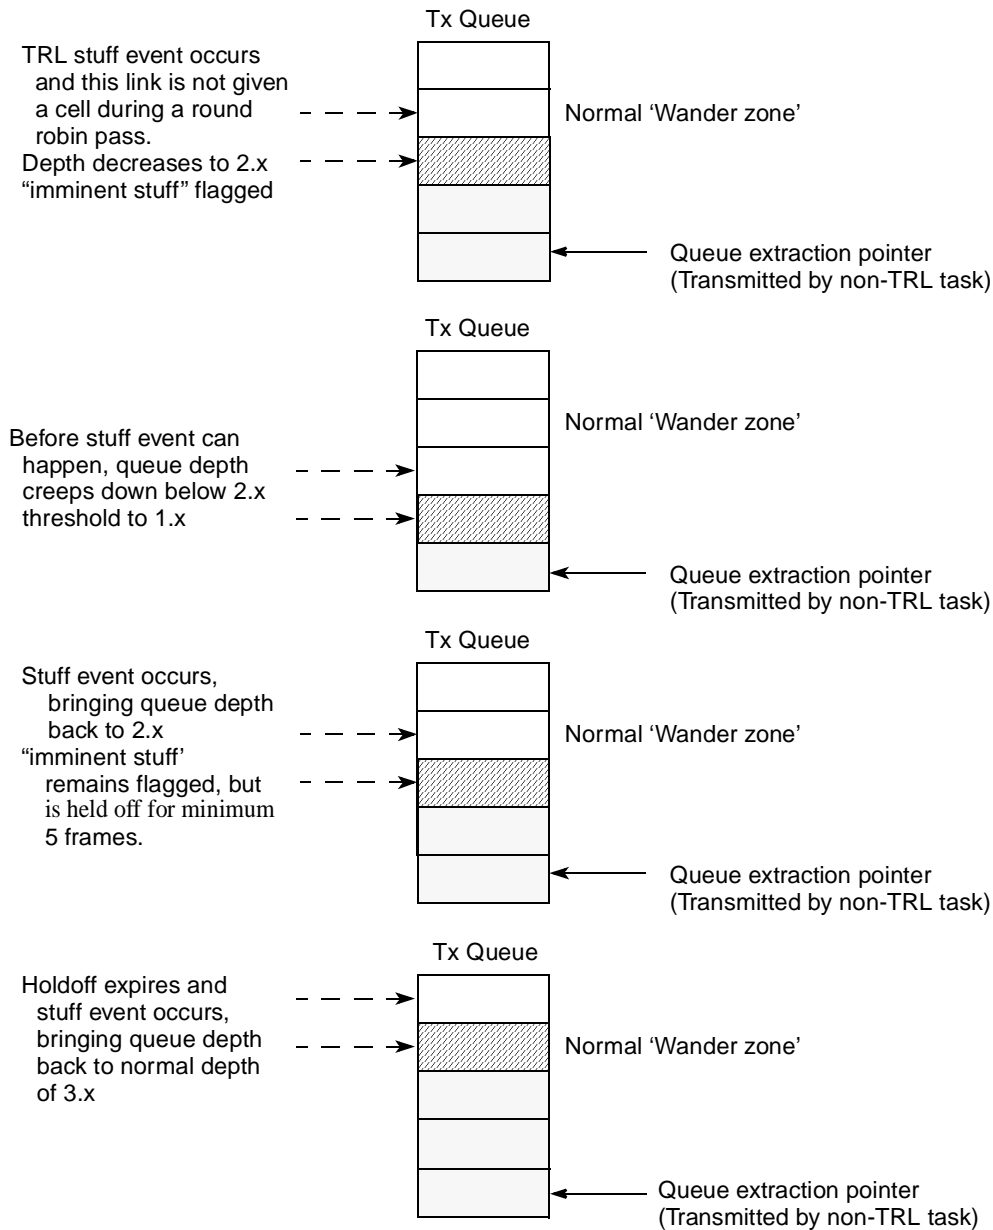 Tx Queue
TRL stuff event occurs
and this link is not given
a cell during a round
robin pass.
Depth decreases to 2.x
“imminent stuff” flagged
Normal ‘Wander zone’
Queue extraction pointer
(Transmitted by non-TRL task)
Tx Queue
Before stuff event can
happen, queue depth
creeps down below 2.x
threshold to 1.x
Normal ‘Wander zone’
Queue extraction pointer
(Transmitted by non-TRL task)
Tx Queue
Stuff event occurs,
bringing queue depth
back to 2.x
“imminent stuff’
remains flagged, but
is held off for minimum
5 frames.
Normal ‘Wander zone’
Queue extraction pointer
(Transmitted by non-TRL task)
Tx Queue
Holdoff expires and
stuff event occurs,
bringing queue depth
back to normal depth
of 3.x
Normal ‘Wander zone’
Queue extraction pointer
(Transmitted by non-TRL task)